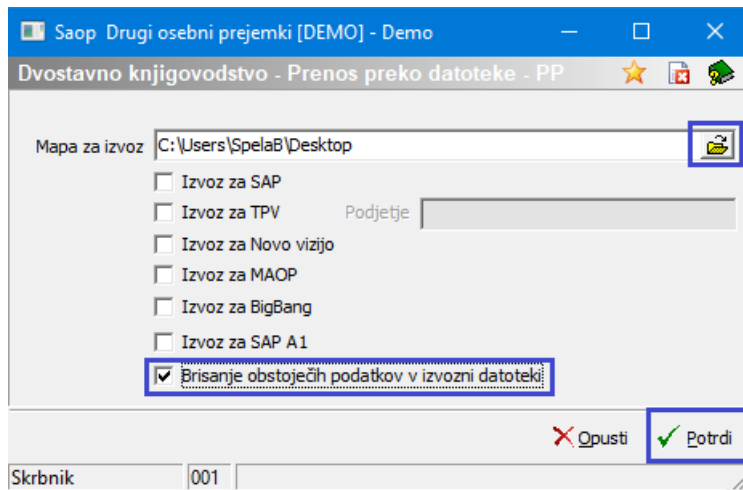 Saop Drugi osebni prejemki [DEMO] - Demo
Dvostavno knjigovodstvo - Prenos preko datoteke - PP
Mapa za izvoz C:\Users\SpelaB\Desktop
Izvoz za SAP
Izvoz za TPV Podjetje
Izvoz za Novo vizijo
Izvoz za MAOP
Izvoz za BigBang
Izvoz za SAP A1
Brisanje obstoječih podatkov v izvozni datoteki
Opusti Potrdi
Skrbnik 001